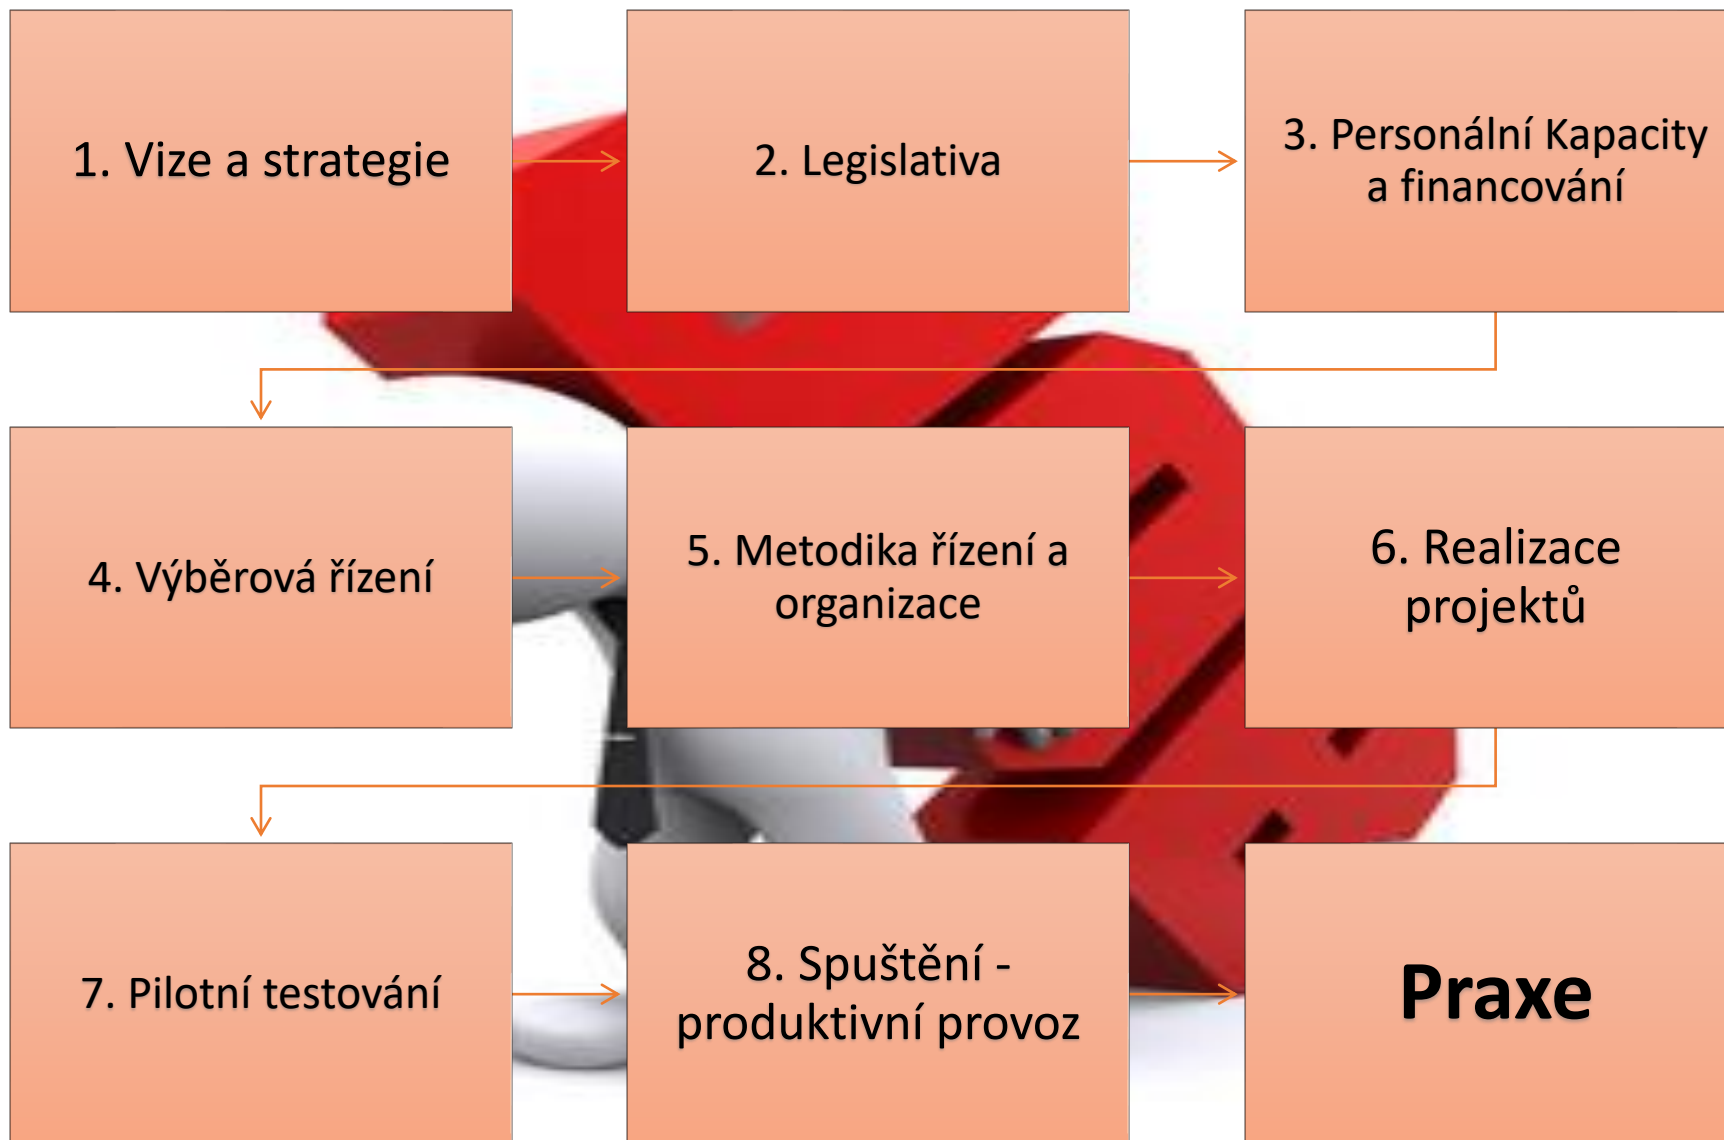 1. Vize a strategie
2. Legislativa
3. Personální Kapacity
a financování
4. Výběrová řízení
5. Metodika řízení a
organizace
6. Realizace
projektů
7. Pilotní testování
8. Spuštění -
produktivní provoz
Praxe